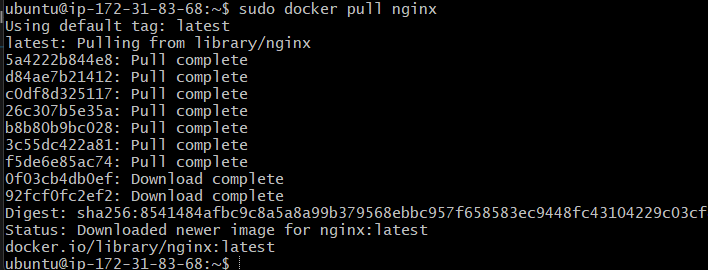 ubuntu@ip-172-31-83-68:~$ sudo docker pull nginx
Using default tag: latest
latest: Pulling from library/nginx
5a4222b844e8: Pull complete
d84ae7b21412: Pull complete
c0df8d325117: Pull complete
26c307b5e35a: Pull complete
b8b80b9bc028: Pull complete
3c55dc422a81: Pull complete
f5de6e85ac74: Pull complete
0f03cb4db0ef: Download complete
92fcf0fc2ef2: Download complete
Digest: sha256:8541484afbc9c8a5a8a99b379568ebbc957f658583ec9448fc43104229c03cf
Status: Downloaded newer image for nginx:latest
docker.io/library/nginx:latest
ubuntu@ip-172-31-83-68:~$